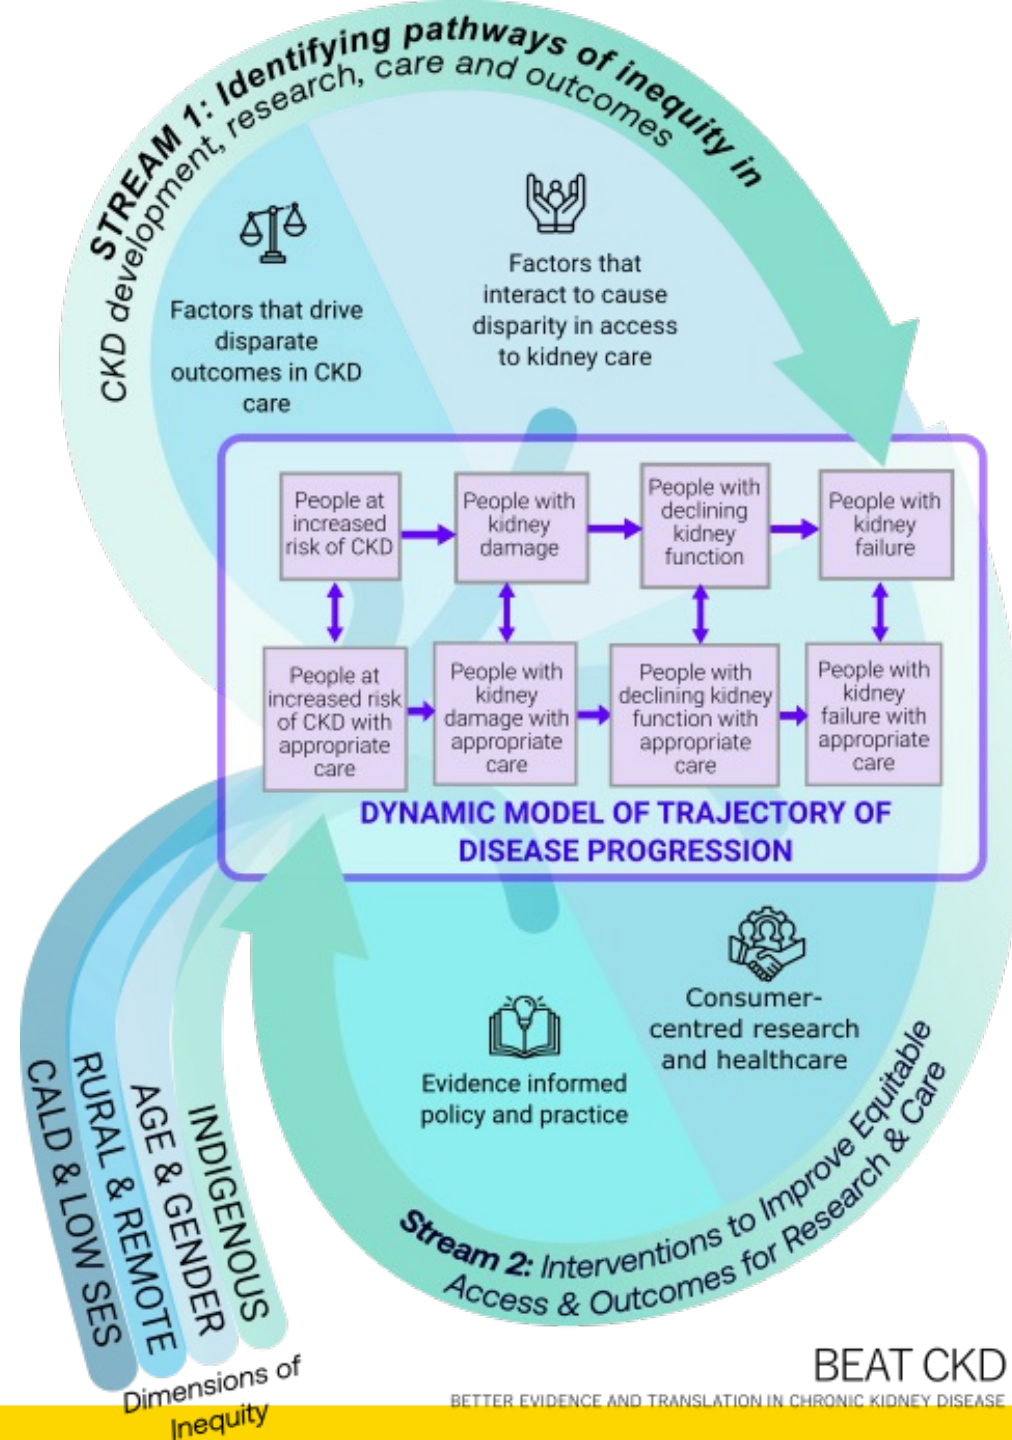 STREAM 1: Identifying pathways of inequity in
CKD development, research, care and outcomes
Factors that drive
disparate
outcomes in CKD
care
Factors that
interact to cause
disparity in access
to kidney care
People at
increased
risk of CKD
People with
kidney
damage
People with
declining
kidney
function
People with
kidney
failure
People at
increased risk
of CKD with
appropriate
care
People with
kidney
damage with
appropriate
care
People with
declining kidney
function with
appropriate
care
People with
kidney
failure with
appropriate
care
DYNAMIC MODEL OF TRAJECTORY OF
DISEASE PROGRESSION
Evidence informed
policy and practice
Consumer-
centred research
and healthcare
Stream 2: Interventions to Improve Equitable
Access & Outcomes for Research & Care
CALD & LOW SES
RURAL & REMOTE
AGE & GENDER
INDIGENOUS
Dimensions of
Inequity
BEAT CKD
BETTER EVIDENCE AND TRANSLATION IN CHRONIC KIDNEY DISEASE